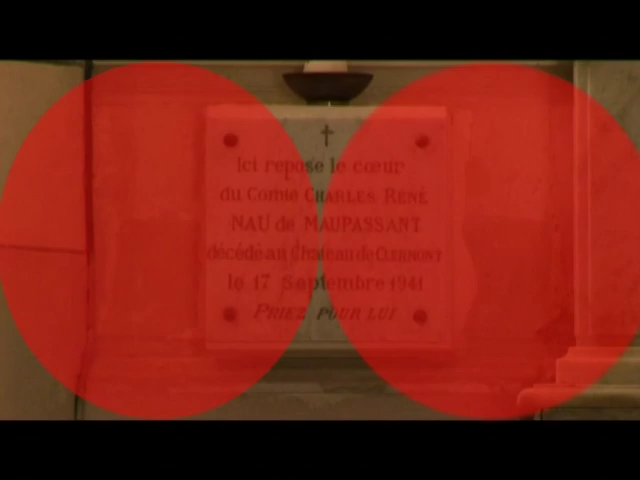 Ici repose le cœur
du Comte CHARLES RENÉ
NAU de MAUPASSANT
décédé au Château de CLERMONT
le 17 Septembre 1941
PRIEZ POUR LUI